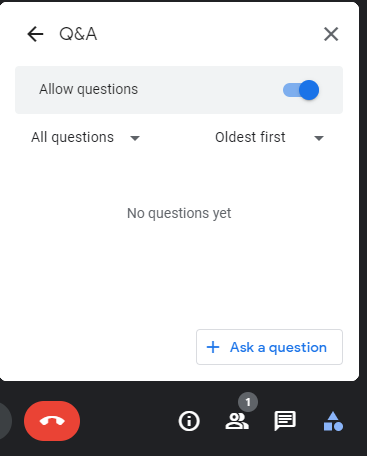 Q&A
Allow questions
All questions Oldest first
No questions yet
+ Ask a question
1